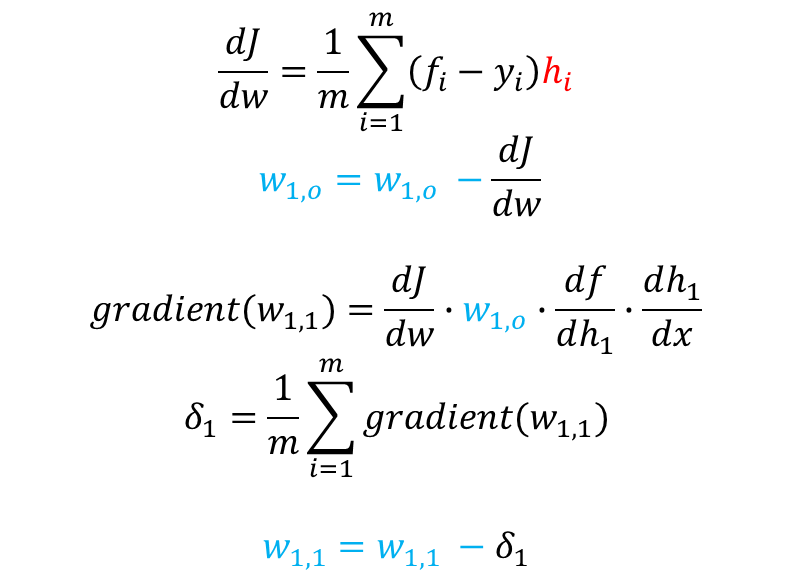 dJ/dw = 1/m ∑_{i=1}^{m} (f_i − y_i)h_i
w_{1,o} = w_{1,o} − dJ/dw
gradient(w_{1,1}) = dJ/dw · w_{1,o} · df/dh_1 · dh_1/dx
δ_1 = 1/m ∑_{i=1}^{m} gradient(w_{1,1})
w_{1,1} = w_{1,1} − δ_1